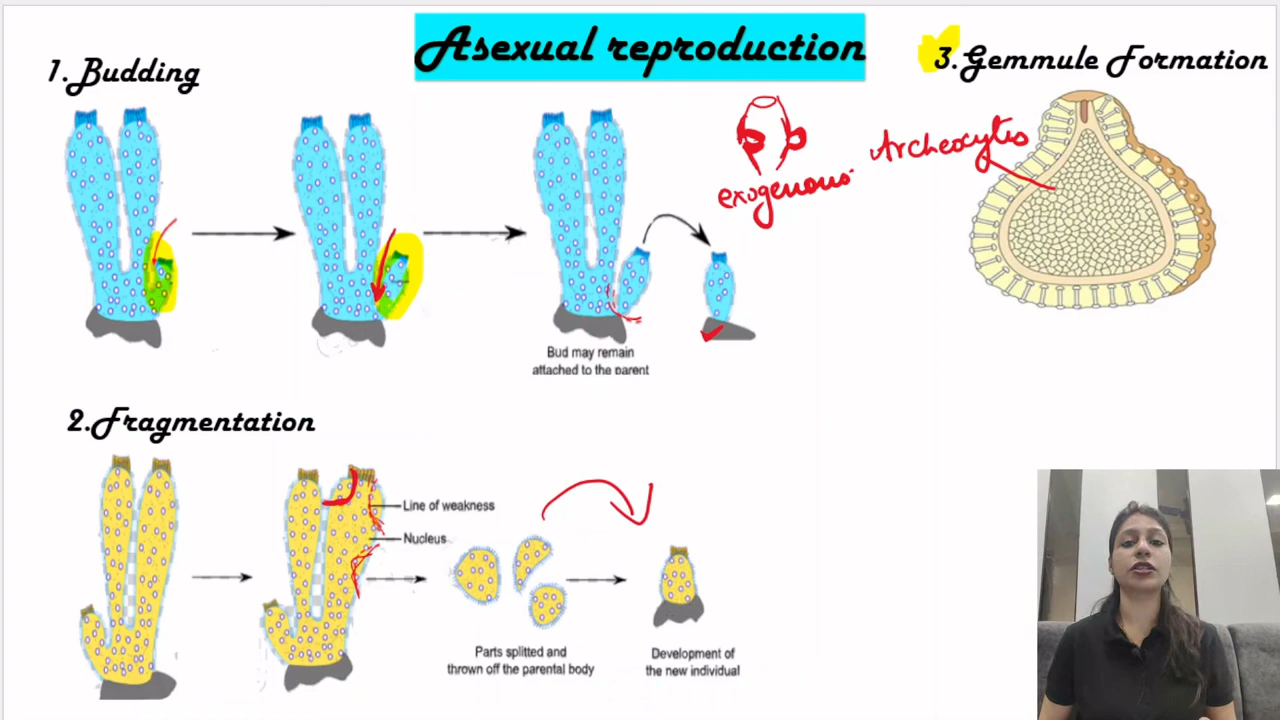 Asexual reproduction
1. Budding
3. Gemmule Formation
Archeocytes
exogenous
Bud may remain
attached to the parent
2. Fragmentation
Line of weakness
Nucleus
Parts splitted and
thrown off the parental body
Development of
the new individual